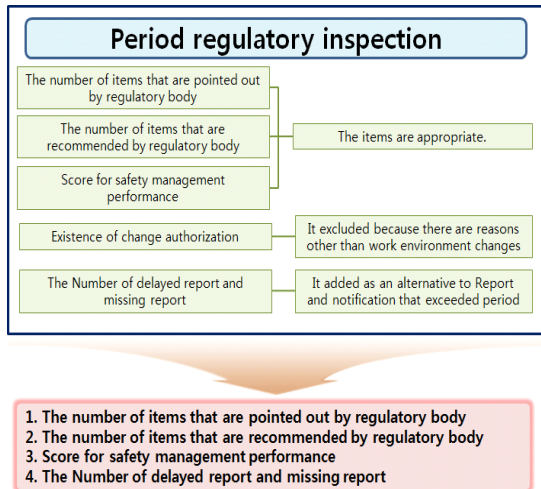 Period regulatory inspection
The number of items that are pointed out
by regulatory body
The number of items that are
recommended by regulatory body
The items are appropriate.
Score for safety management
performance
Existence of change authorization
It excluded because there are reasons
other than work environment changes
The Number of delayed report and
missing report
It added as an alternative to Report
and notification that exceeded period
1. The number of items that are pointed out by regulatory body
2. The number of items that are recommended by regulatory body
3. Score for safety management performance
4. The Number of delayed report and missing report